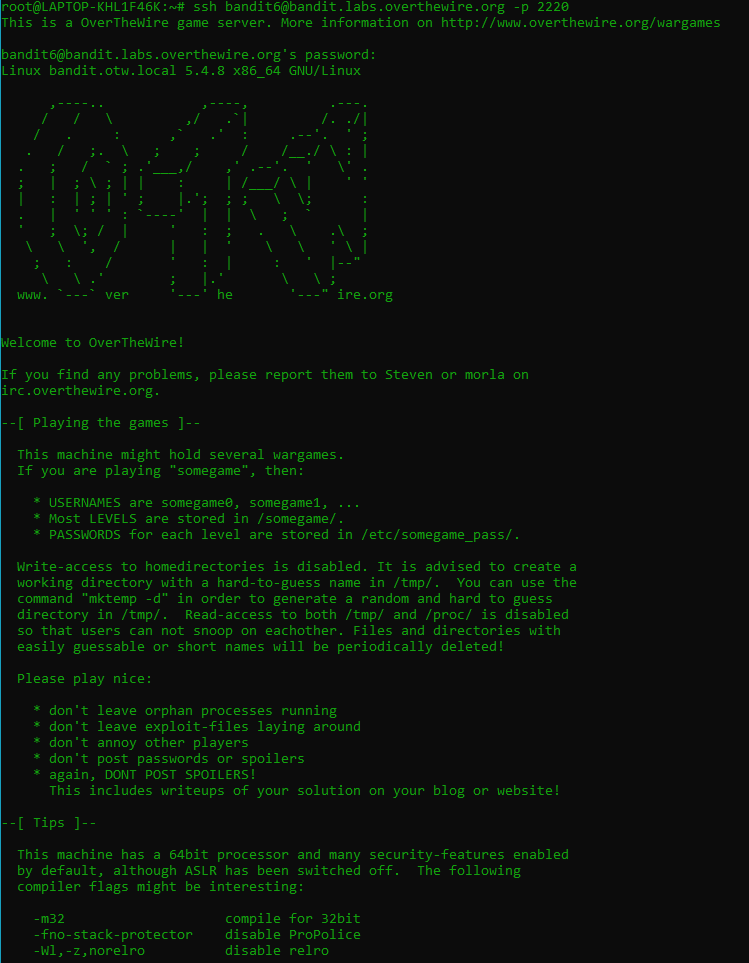 root@LAPTOP-KHL1F46K:~# ssh bandit6@bandit.labs.overthewire.org -p 2220
This is a OverTheWire game server. More information on http://www.overthewire.org/wargames
bandit6@bandit.labs.overthewire.org's password:
Linux bandit.otw.local 5.4.8 x86_64 GNU/Linux
      ,----..            ,----,          .---.
     /   /   \         ,/   .`|         /. ./|
    /   .     :      ,`   .'  :     .--'.  ' ;
   .   /   ;.  \   ;    ;     /    /__./ \ : |
  .   ;   /  ` ; .'___,/    ,' .--'.  '   \' .
  ;   |  ; \ ; | |    :     | /___/ \ |    ' '
  |   :  | ; | ' ;    |.';  ; ;   \  \;      :
  .   |  ' ' ' : `----'  |  |  \   ;  `      |
  '   ;  \; /  |     '   :  ;   .   \    .\  ;
   \   \  ',  /      |   |  '    \   \   ' \ |
    ;   :    /       '   :  |     :   '  |--"
     \   \ .'        ;   |.'       \   \ ;
  www. `---` ver     '---' he       '---" ire.org
Welcome to OverTheWire!
If you find any problems, please report them to Steven or morla on
irc.overthewire.org.
--[ Playing the games ]--
  This machine might hold several wargames.
  If you are playing "somegame", then:
    * USERNAMES are somegame0, somegame1, ...
    * Most LEVELS are stored in /somegame/.
    * PASSWORDS for each level are stored in /etc/somegame_pass/.
  Write-access to homedirectories is disabled. It is advised to create a
  working directory with a hard-to-guess name in /tmp/.  You can use the
  command "mktemp -d" in order to generate a random and hard to guess
  directory in /tmp/.  Read-access to both /tmp/ and /proc/ is disabled
  so that users can not snoop on eachother. Files and directories with
  easily guessable or short names will be periodically deleted!
  Please play nice:
    * don't leave orphan processes running
    * don't leave exploit-files laying around
    * don't annoy other players
    * don't post passwords or spoilers
    * again, DONT POST SPOILERS!
      This includes writeups of your solution on your blog or website!
--[ Tips ]--
  This machine has a 64bit processor and many security-features enabled
  by default, although ASLR has been switched off.  The following
  compiler flags might be interesting:
    -m32                    compile for 32bit
    -fno-stack-protector    disable ProPolice
    -Wl,-z,norelro          disable relro